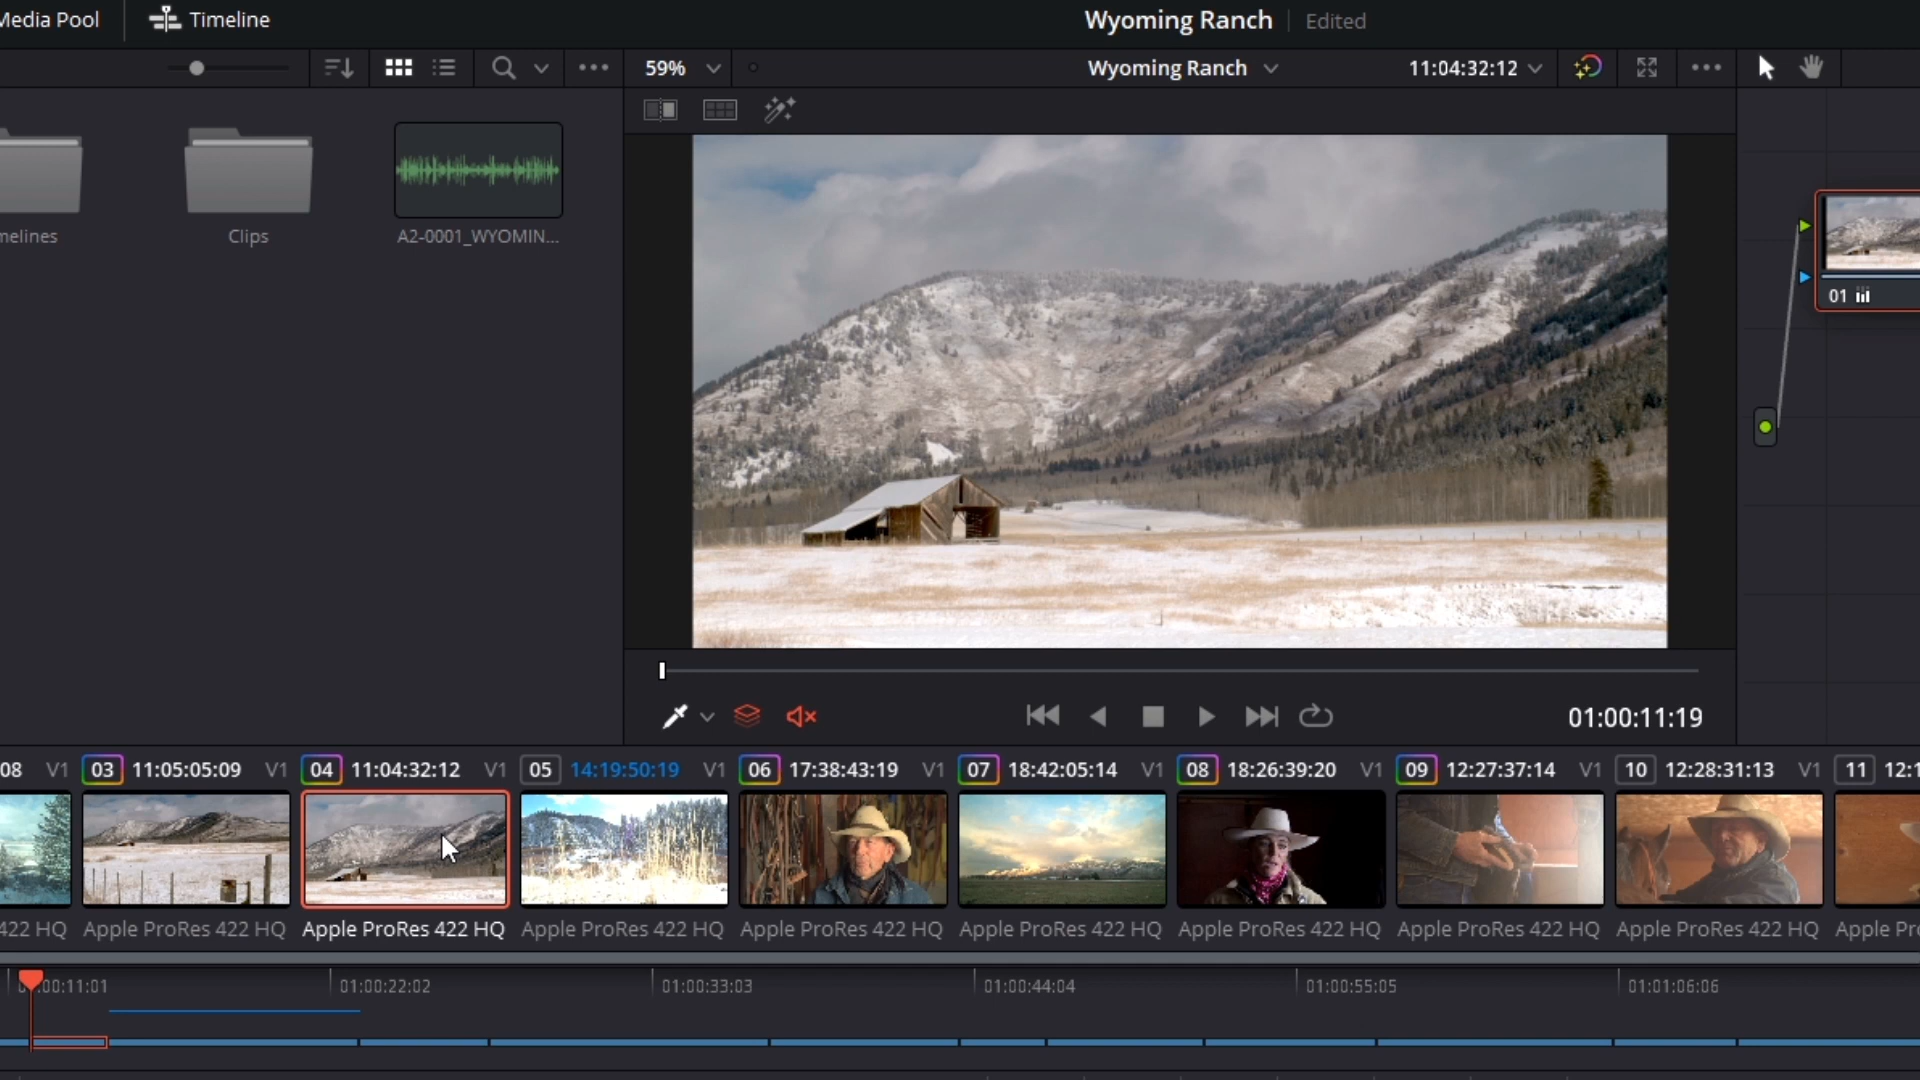 Media Pool Timeline Wyoming Ranch Edited
59% Wyoming Ranch 11:04:32:12
melines Clips A2-0001_WYOMIN...
01
01:00:11:19
08 V1 03 11:05:05:09 V1 04 11:04:32:12 V1 05 14:19:50:19 V1 06 17:38:43:19 V1 07 18:42:05:14 V1 08 18:26:39:20 V1 09 12:27:37:14 V1 10 12:28:31:13 V1 11 12:1
422 HQ Apple ProRes 422 HQ Apple ProRes 422 HQ Apple ProRes 422 HQ Apple ProRes 422 HQ Apple ProRes 422 HQ Apple ProRes 422 HQ Apple ProRes 422 HQ Apple ProRes 422 HQ Apple Pr
:00:11:01 01:00:22:02 01:00:33:03 01:00:44:04 01:00:55:05 01:01:06:06